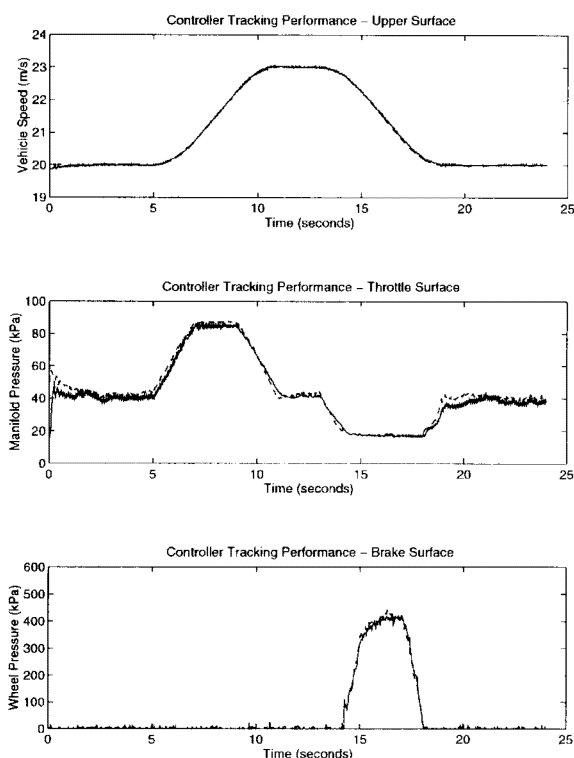 Controller Tracking Performance – Upper Surface
24
23
22
21
20
19
Vehicle Speed (m/s)
0 5 10 15 20 25
Time (seconds)
Controller Tracking Performance – Throttle Surface
100
80
60
40
20
0
Manifold Pressure (kPa)
0 5 10 15 20 25
Time (seconds)
Controller Tracking Performance – Brake Surface
600
500
400
300
200
100
0
Wheel Pressure (kPa)
0 5 10 15 20 25
Time (seconds)